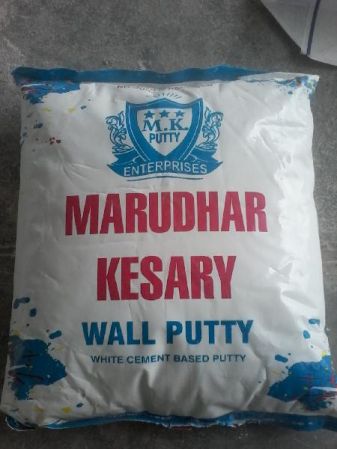 M.K.
PUTTY
ENTERPRISES
MARUDHAR
KESARY
WALL PUTTY
WHITE CEMENT BASED PUTTY